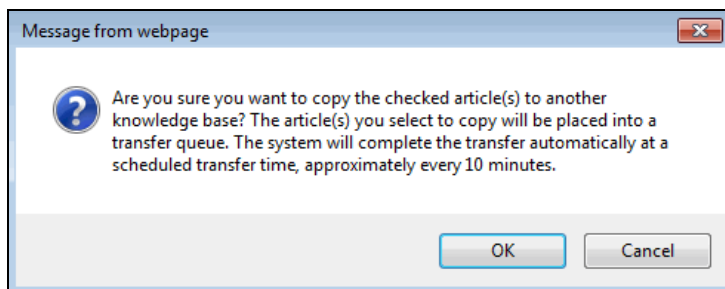 Message from webpage
Are you sure you want to copy the checked article(s) to another
knowledge base? The article(s) you select to copy will be placed into a
transfer queue. The system will complete the transfer automatically at a
scheduled transfer time, approximately every 10 minutes.
OK
Cancel